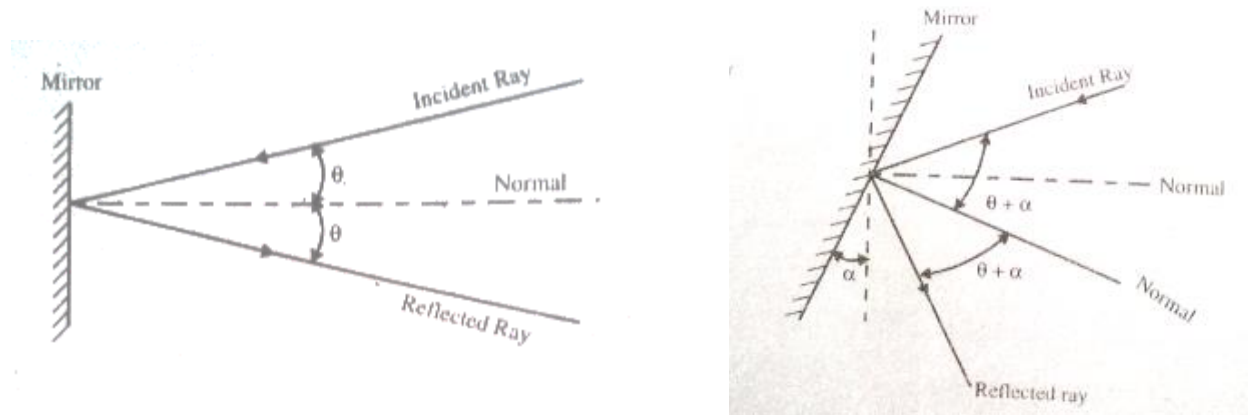 Mirror
Incident Ray
θ
Normal
θ
Reflected Ray
Mirror
Incident Ray
Normal
θ + α
θ + α
α
Normal
Reflected ray